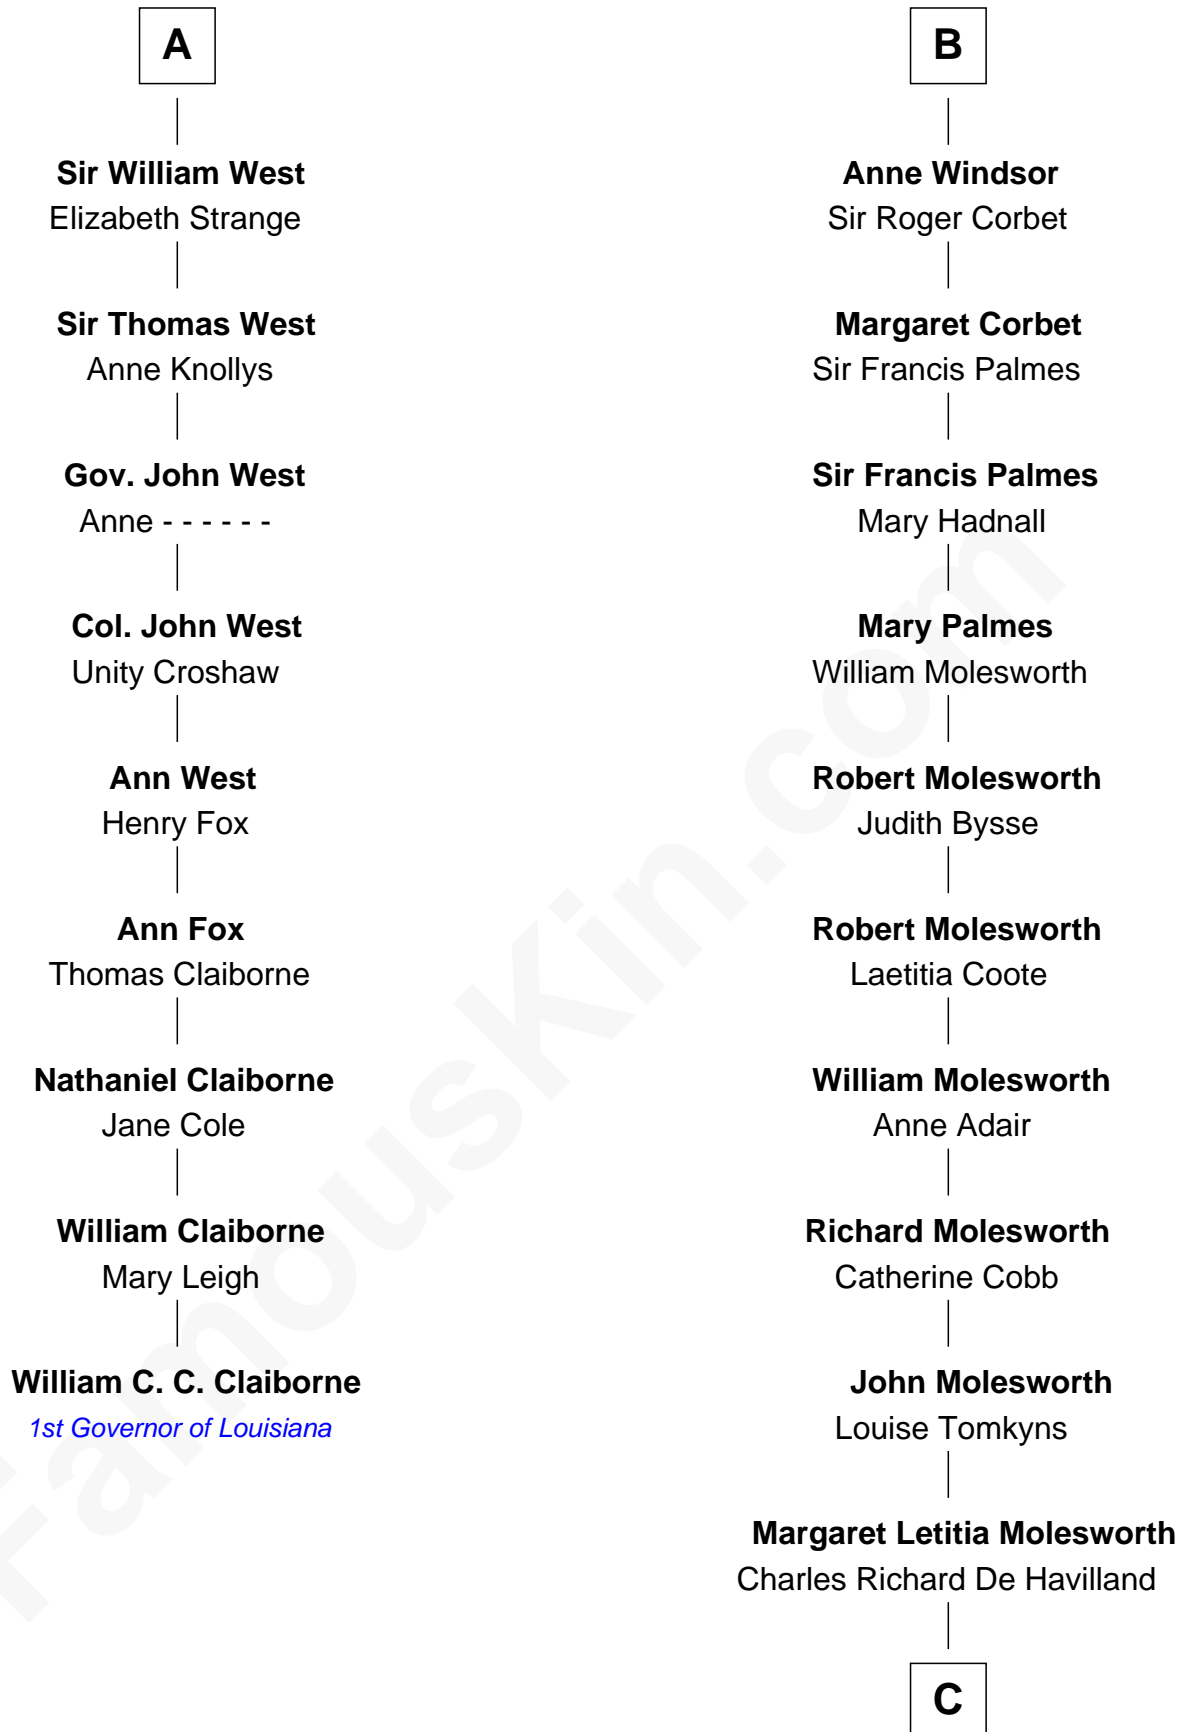 A
Sir William West
Elizabeth Strange
Sir Thomas West
Anne Knollys
Gov. John West
Anne - - - - - -
Col. John West
Unity Croshaw
Ann West
Henry Fox
Ann Fox
Thomas Claiborne
Nathaniel Claiborne
Jane Cole
William Claiborne
Mary Leigh
William C. C. Claiborne
1st Governor of Louisiana
B
Anne Windsor
Sir Roger Corbet
Margaret Corbet
Sir Francis Palmes
Sir Francis Palmes
Mary Hadnall
Mary Palmes
William Molesworth
Robert Molesworth
Judith Bysse
Robert Molesworth
Laetitia Coote
William Molesworth
Anne Adair
Richard Molesworth
Catherine Cobb
John Molesworth
Louise Tomkyns
Margaret Letitia Molesworth
Charles Richard De Havilland
C
FamousKin.com